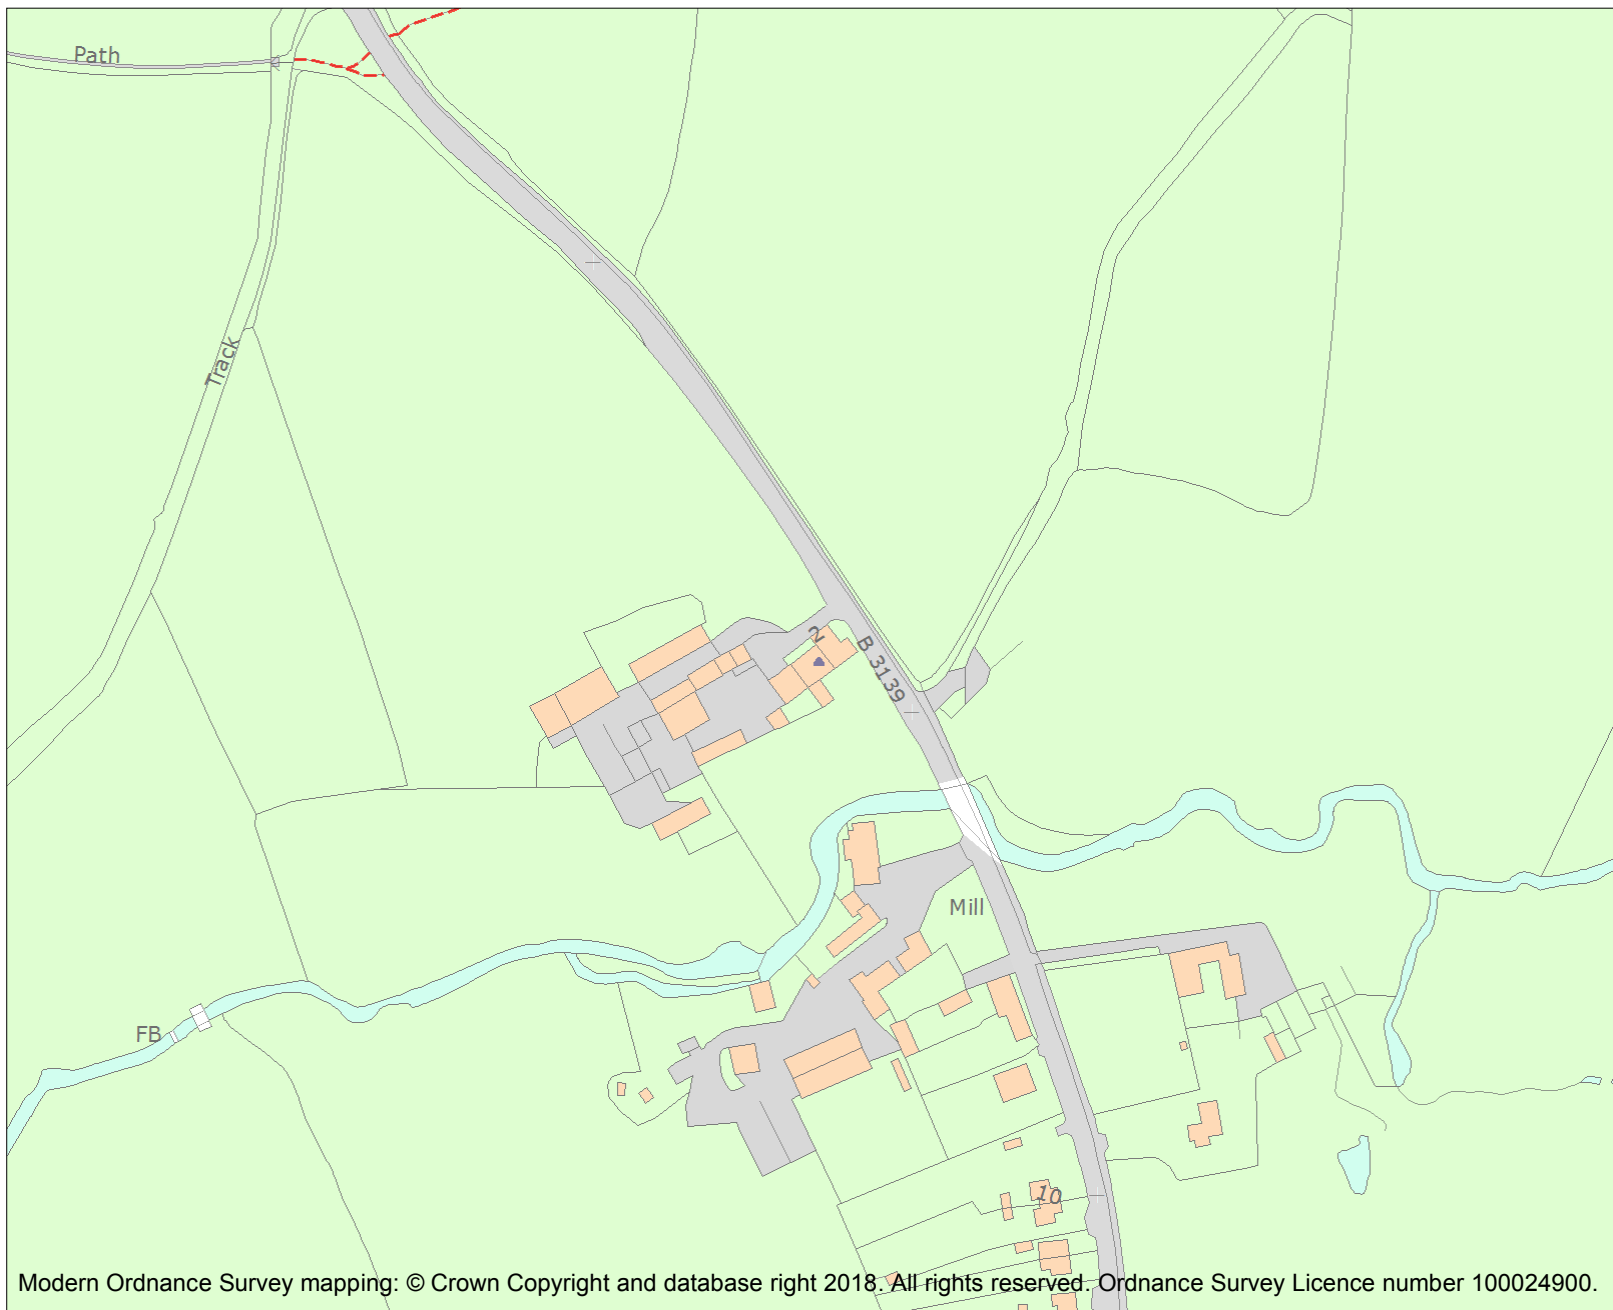 Path
Track
2
B 3139
Mill
FB
10
Modern Ordnance Survey mapping: © Crown Copyright and database right 2018. All rights reserved. Ordnance Survey Licence number 100024900.